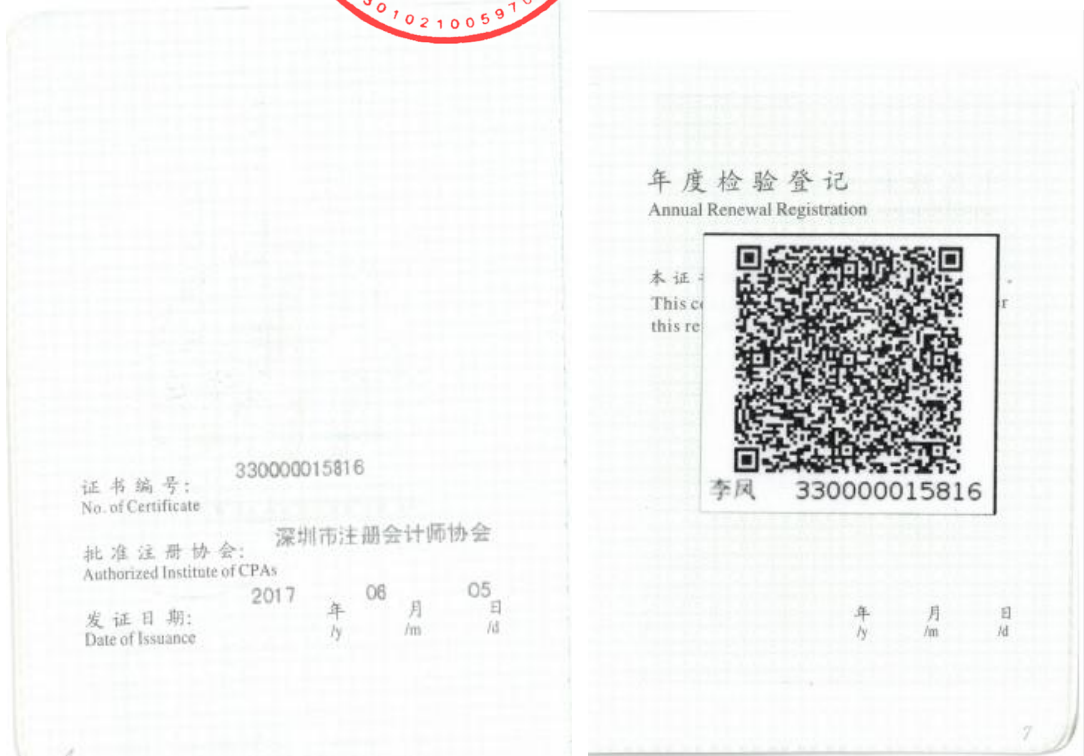 证书编号:
330000015816
No. of Certificate
批准注册协会:
深圳市注册会计师协会
Authorized Institute of CPAs
发证日期:
2017 年 06 月 05 日
Date of Issuance
/y /m /d
年度检验登记
Annual Renewal Registration
本证
This
this
李凤 330000015816
年 月 日
/y /m /d
7